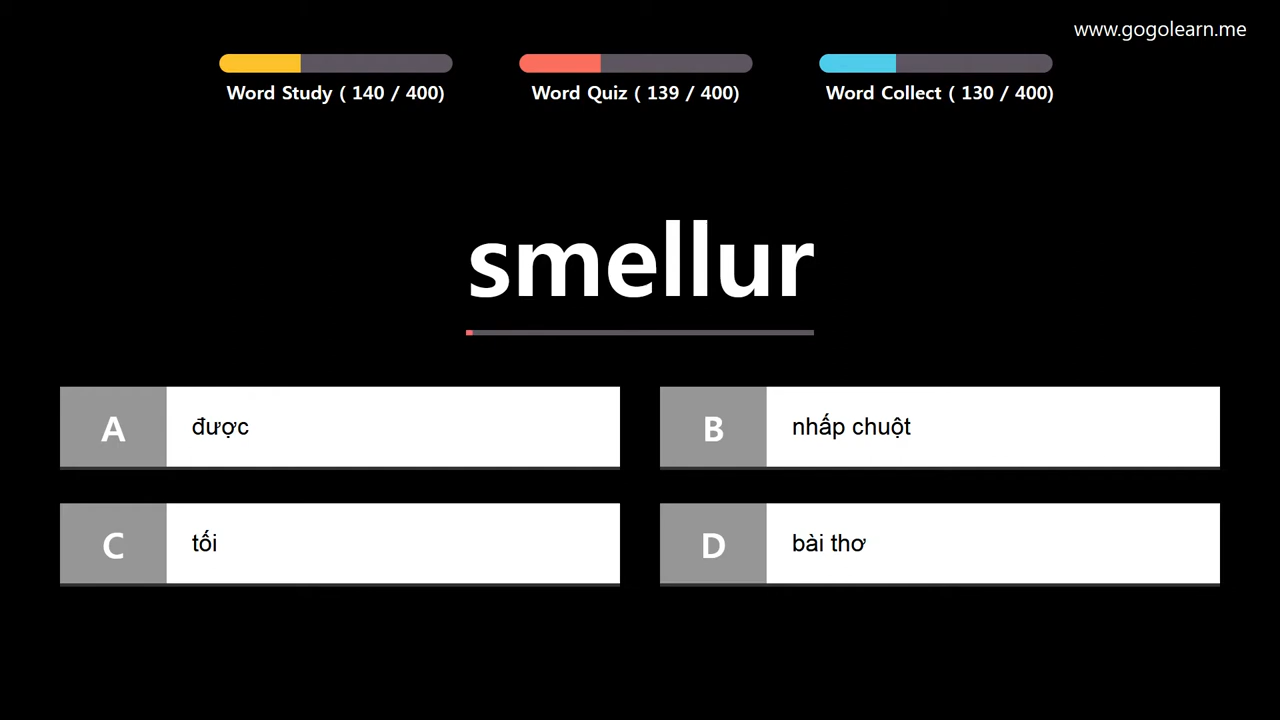 www.gogolearn.me
Word Study ( 140 / 400)
Word Quiz ( 139 / 400)
Word Collect ( 130 / 400)
smellur
A
được
B
nhấp chuột
C
tối
D
bài thơ